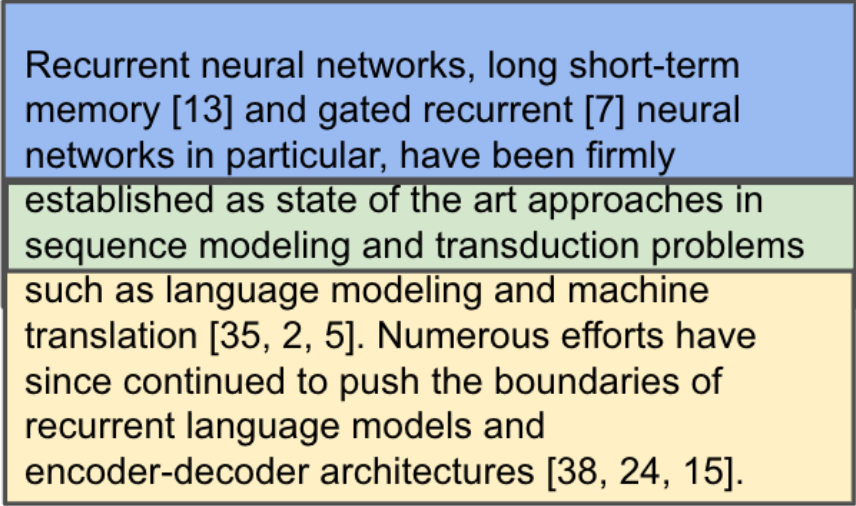 Recurrent neural networks, long short-term
memory [13] and gated recurrent [7] neural
networks in particular, have been firmly
established as state of the art approaches in
sequence modeling and transduction problems
such as language modeling and machine
translation [35, 2, 5]. Numerous efforts have
since continued to push the boundaries of
recurrent language models and
encoder-decoder architectures [38, 24, 15].